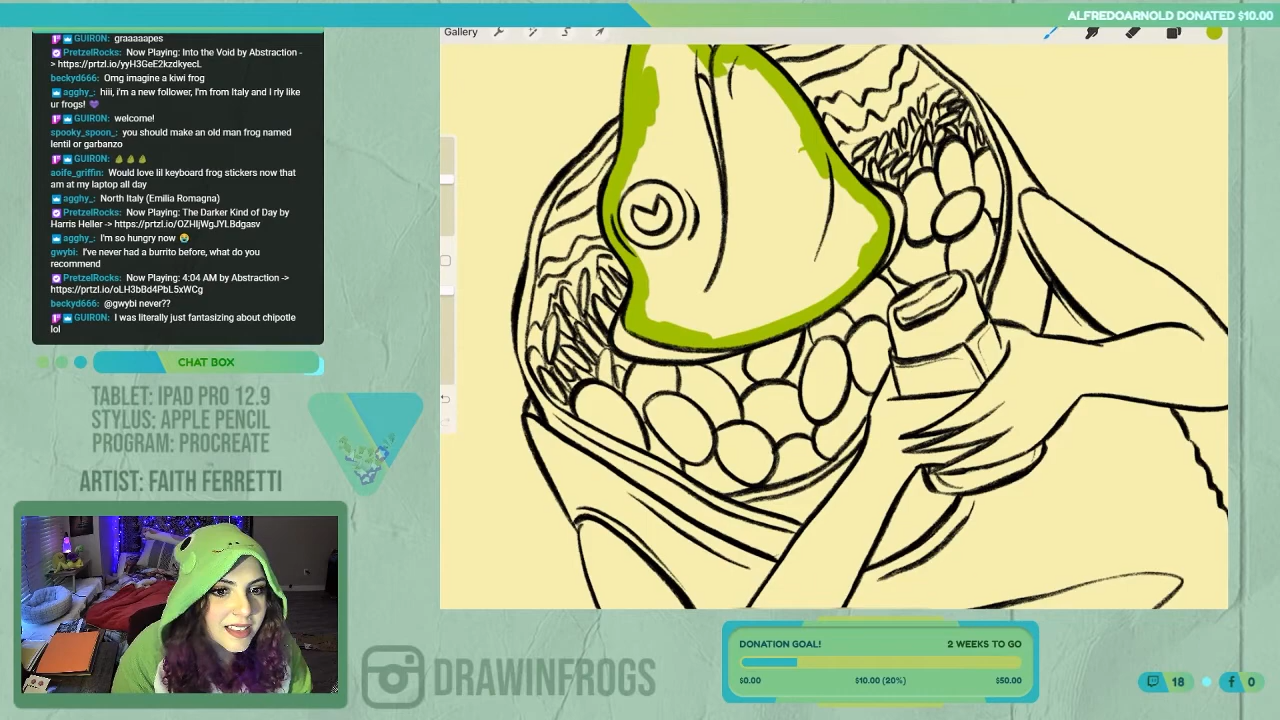 ALFREDOARNOLD DONATED $10.00
Gallery
GUIRON: graaaaapes
PretzelRocks: Now Playing: Into the Void by Abstraction -
> https://prtzl.io/yyH3GeE2kzdkyecL
beckyd666: Omg imagine a kiwi frog
agghy_: hiii, i'm a new follower, I'm from Italy and I rly like
ur frogs! 💜
GUIRON: welcome!
spooky_spoon_: you should make an old man frog named
lentil or garbanzo
GUIRON: 🍐🍐🍐
aoife_griffin: Would love lil keyboard frog stickers now that
am at my laptop all day
agghy_: North Italy (Emilia Romagna)
PretzelRocks: Now Playing: The Darker Kind of Day by
Harris Heller -> https://prtzl.io/OZHIjWgJYLBdgasv
agghy_: I'm so hungry now 😭
gwybi: I've never had a burrito before, what do you
recommend
PretzelRocks: Now Playing: 4:04 AM by Abstraction ->
https://prtzl.io/oLH3bBd4PbL5xWCg
beckyd666: @gwybi never??
GUIRON: I was literally just fantasizing about chipotle
lol
CHAT BOX
TABLET: IPAD PRO 12.9
STYLUS: APPLE PENCIL
PROGRAM: PROCREATE
ARTIST: FAITH FERRETTI
DRAWINFROGS
DONATION GOAL! 2 WEEKS TO GO
$0.00 $10.00 (20%) $50.00
18 0